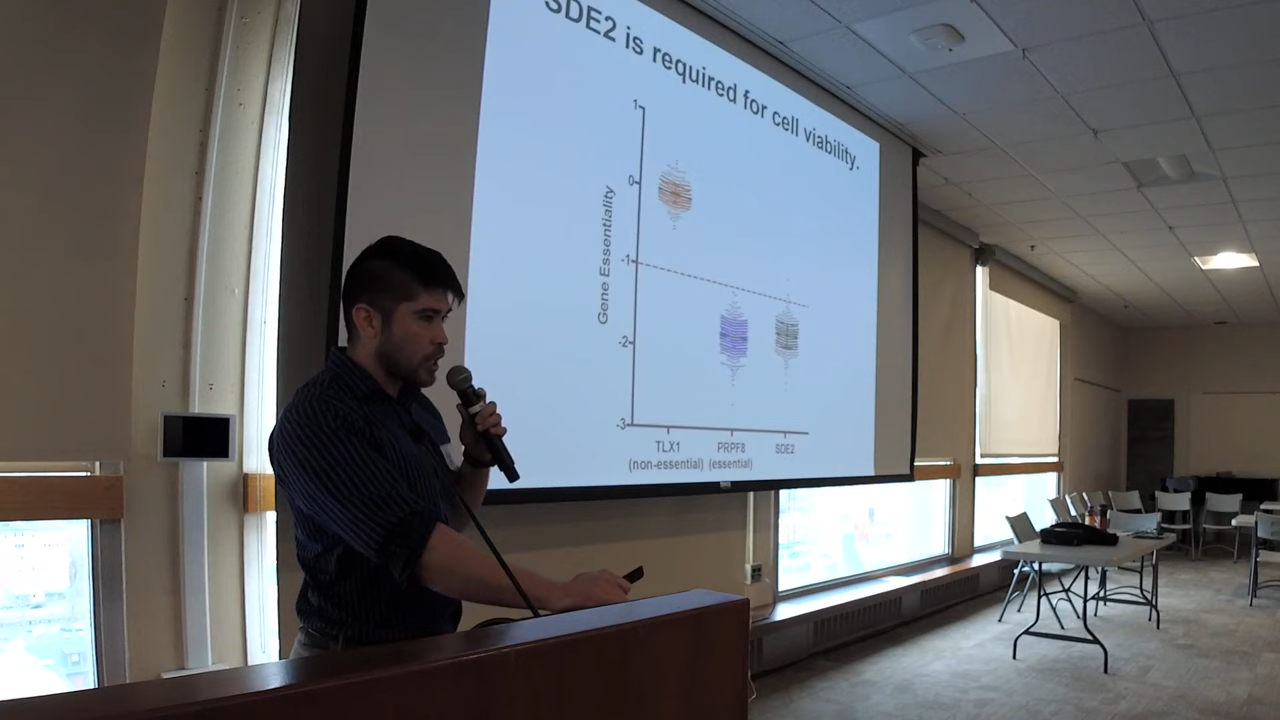 SDE2 is required for cell viability.
1
0
-1
-2
-3
Gene Essentiality
TLX1 PRPF8 SDE2
(non-essential) (essential)